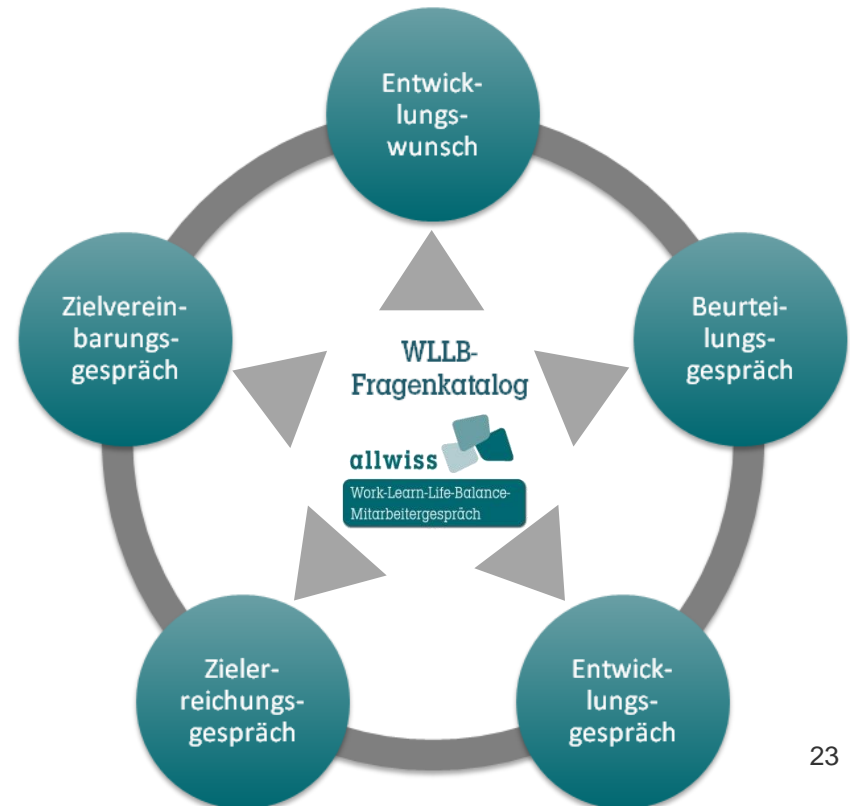 Entwick-
lungs-
wunsch
Zielverein-
barungs-
gespräch
Beurtei-
lungs-
gespräch
WLLB-
Fragenkatalog
allwiss
Work-Learn-Life-Balance-
Mitarbeitergespräch
Zieler-
reichungs-
gespräch
Entwick-
lungs-
gespräch
23